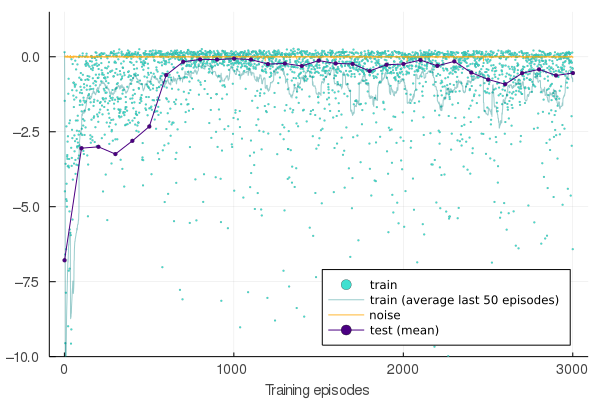 0.0
−2.5
−5.0
−7.5
−10.0
train
train (average last 50 episodes)
noise
test (mean)
0 1000 2000 3000
Training episodes